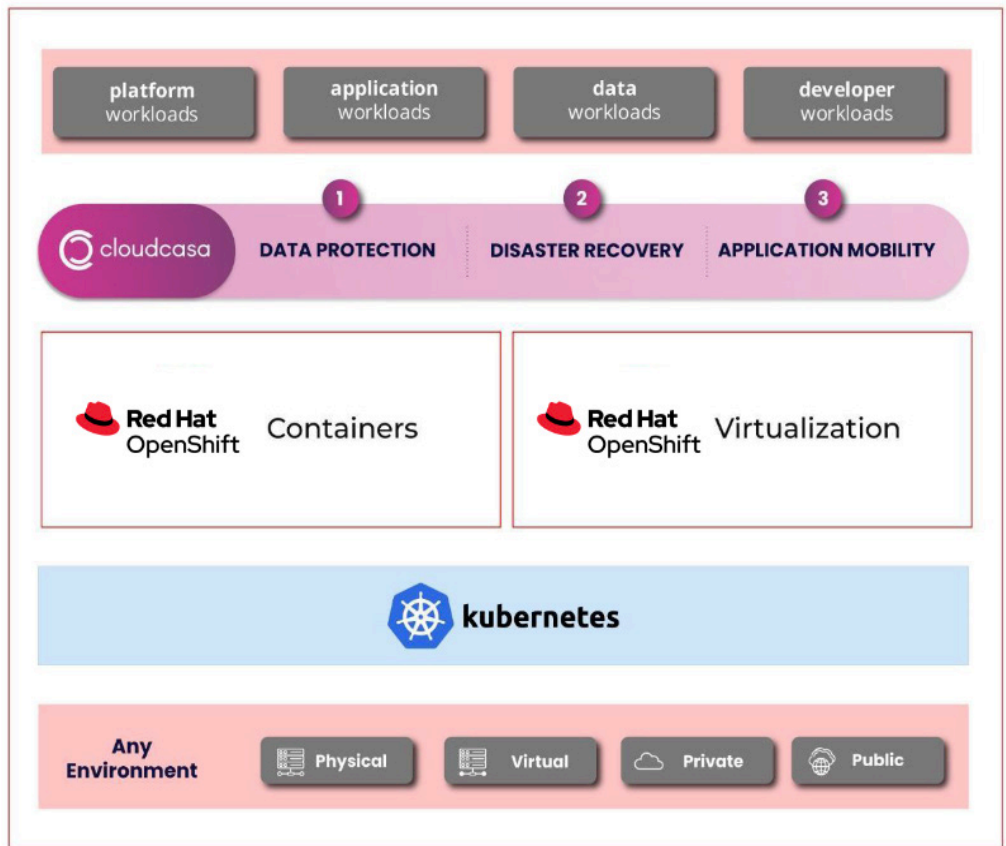 platform
workloads
application
workloads
data
workloads
developer
workloads
1
2
3
cloudcasa
DATA PROTECTION
DISASTER RECOVERY
APPLICATION MOBILITY
Red Hat
OpenShift
Containers
Red Hat
OpenShift
Virtualization
kubernetes
Any
Environment
Physical
Virtual
Private
Public